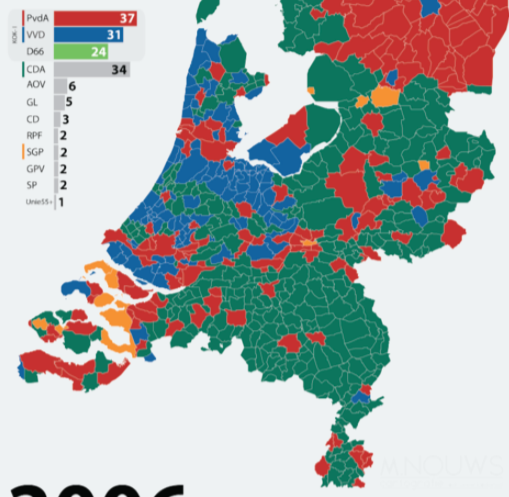 PvdA 37
VVD 31
D66 24
CDA 34
AOV 6
GL 5
CD 3
RPF 2
SGP 2
GPV 2
SP 2
Unie55+ 1
NOUWS